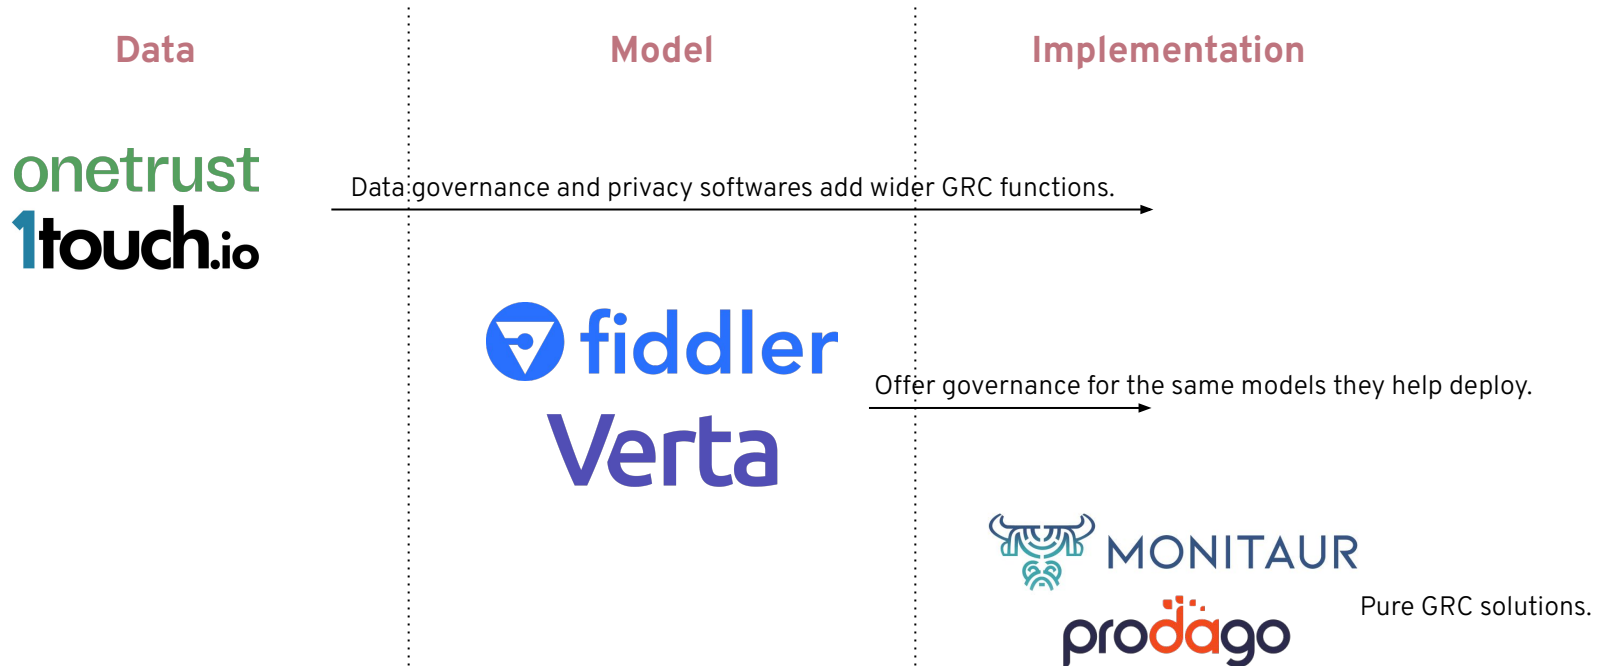 Data
Model
Implementation
onetrust
Data governance and privacy softwares add wider GRC functions.
1touch.io
fiddler
Offer governance for the same models they help deploy.
Verta
MONITAUR
Pure GRC solutions.
prodago